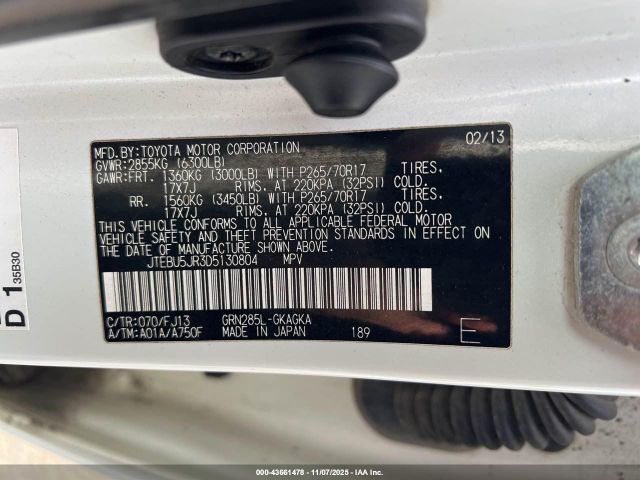 MFD.BY:TOYOTA MOTOR CORPORATION 02/13
GVWR:2855KG (6300LB)
GAWR:FRT. 1360KG (3000LB) WITH P265/70R17 TIRES,
17X7J RIMS, AT 220KPA (32PSI) COLD,
RR. 1560KG (3450LB) WITH P265/70R17 TIRES,
17X7J RIMS, AT 220KPA (32PSI) COLD.
THIS VEHICLE CONFORMS TO ALL APPLICABLE FEDERAL MOTOR
VEHICLE SAFETY AND THEFT PREVENTION STANDARDS IN EFFECT ON
THE DATE OF MANUFACTURE SHOWN ABOVE.
JTEBU5JR3D5130804 MPV
C/TR:070/FJ13 GRN285L-GKAGKA
A/TM:A01A/A750F MADE IN JAPAN 189 E
D 1 35B30
000-43661478 - 11/07/2025 - IAA Inc.